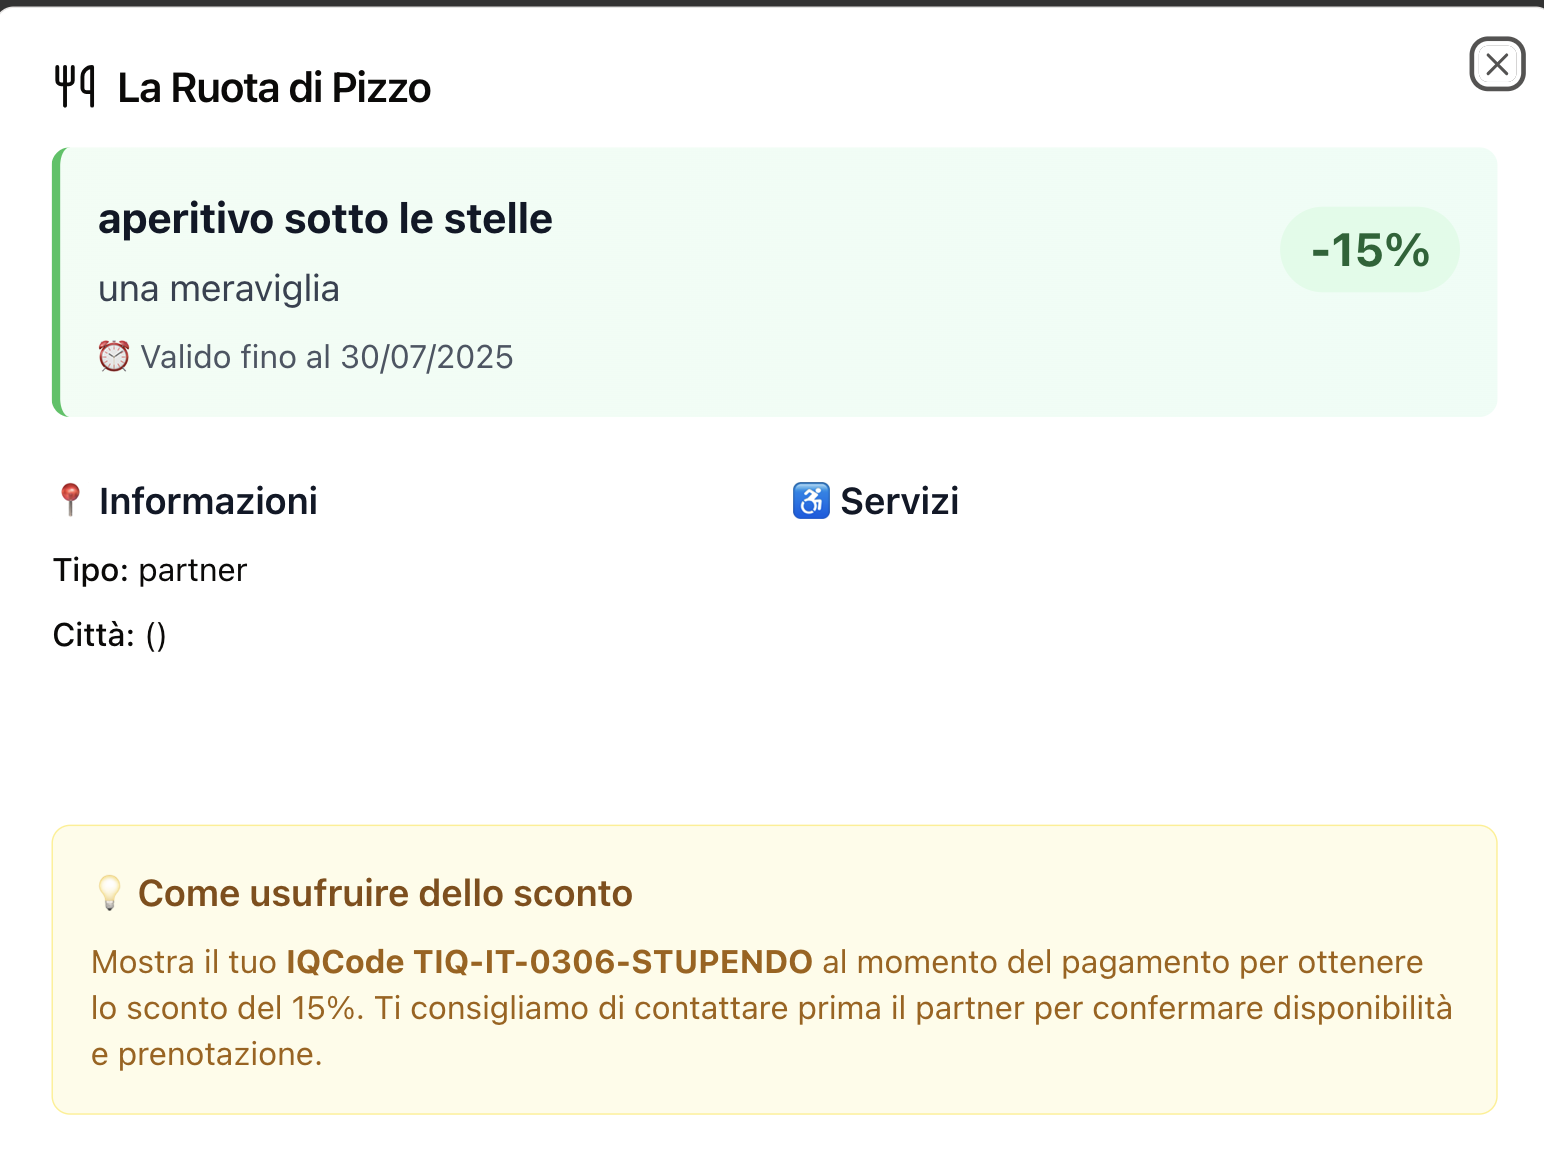 La Ruota di Pizzo
aperitivo sotto le stelle
-15%
una meraviglia
⏰ Valido fino al 30/07/2025
📍 Informazioni
Tipo: partner
Città: ()
♿ Servizi
💡 Come usufruire dello sconto
Mostra il tuo IQCode TIQ-IT-0306-STUPENDO al momento del pagamento per ottenere
lo sconto del 15%. Ti consigliamo di contattare prima il partner per confermare disponibilità
e prenotazione.